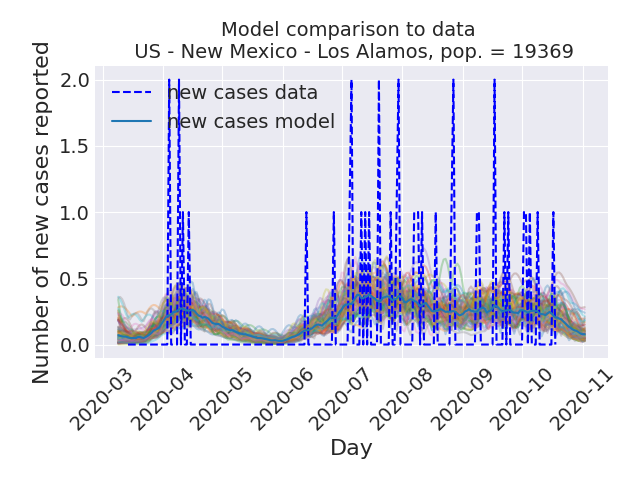 Model comparison to data
US - New Mexico - Los Alamos, pop. = 19369
new cases data
new cases model
Number of new cases reported
2.0
1.5
1.0
0.5
0.0
2020-03
2020-04
2020-05
2020-06
2020-07
2020-08
2020-09
2020-10
2020-11
Day